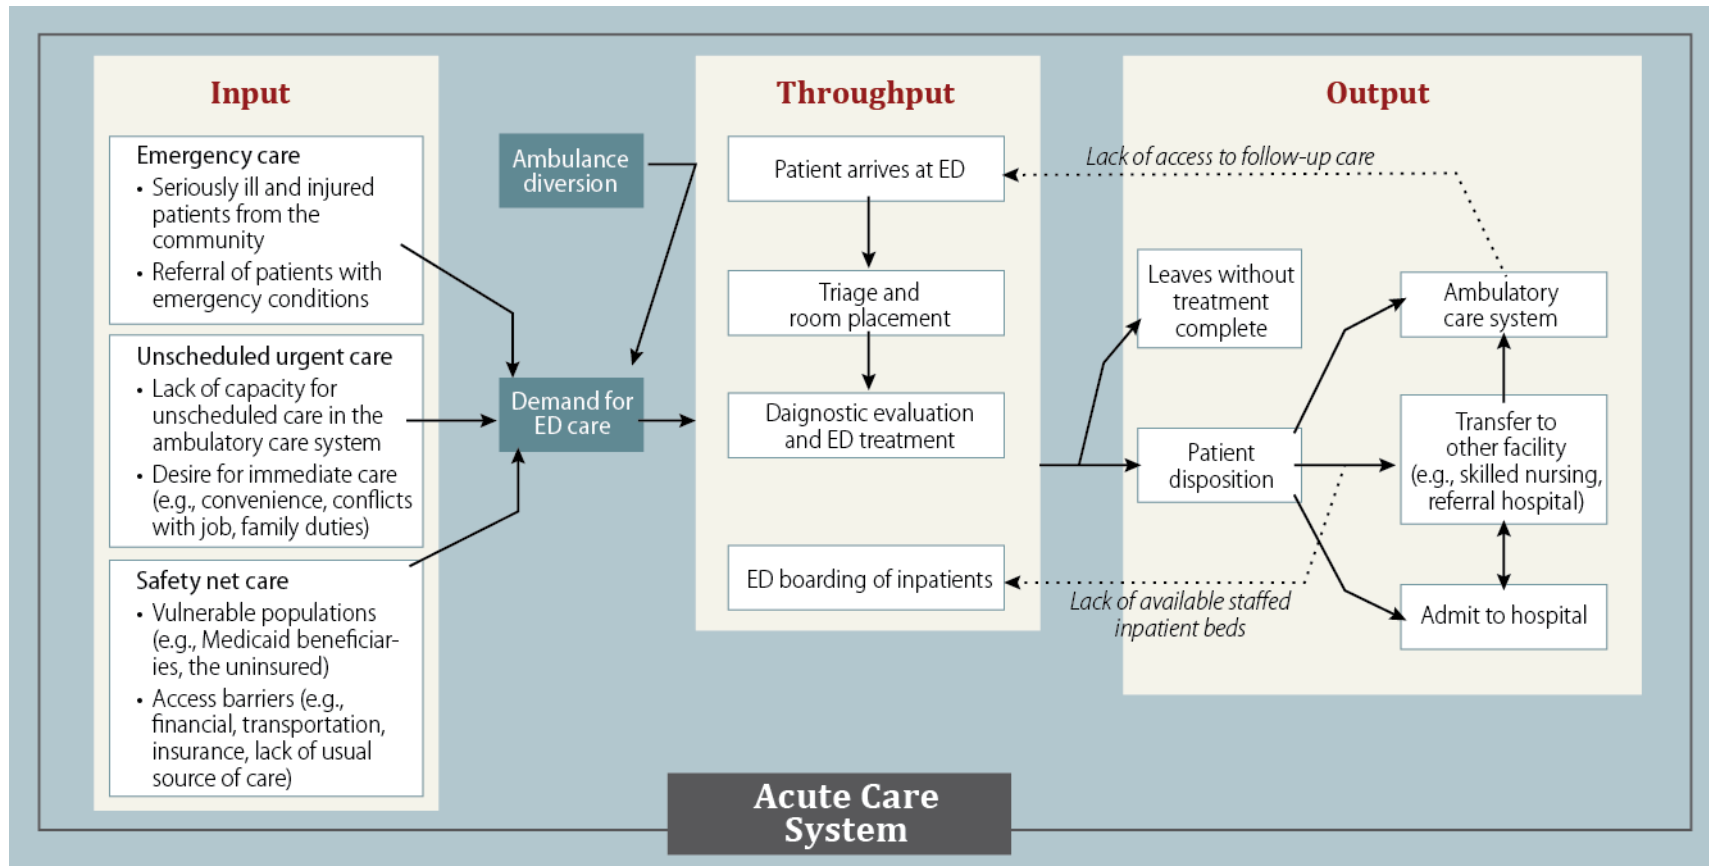 Input
Emergency care
• Seriously ill and injured
patients from the
community
• Referral of patients with
emergency conditions
Unscheduled urgent care
• Lack of capacity for
unscheduled care in the
ambulatory care system
• Desire for immediate care
(e.g., convenience, conflicts
with job, family duties)
Safety net care
• Vulnerable populations
(e.g., Medicaid beneficiar-
ies, the uninsured)
• Access barriers (e.g.,
financial, transportation,
insurance, lack of usual
source of care)
Ambulance
diversion
Demand for
ED care
Throughput
Patient arrives at ED
Triage and
room placement
Daignostic evaluation
and ED treatment
ED boarding of inpatients
Output
Lack of access to follow-up care
Leaves without
treatment
complete
Ambulatory
care system
Patient
disposition
Transfer to
other facility
(e.g., skilled nursing,
referral hospital)
Lack of available staffed
inpatient beds
Admit to hospital
Acute Care
System